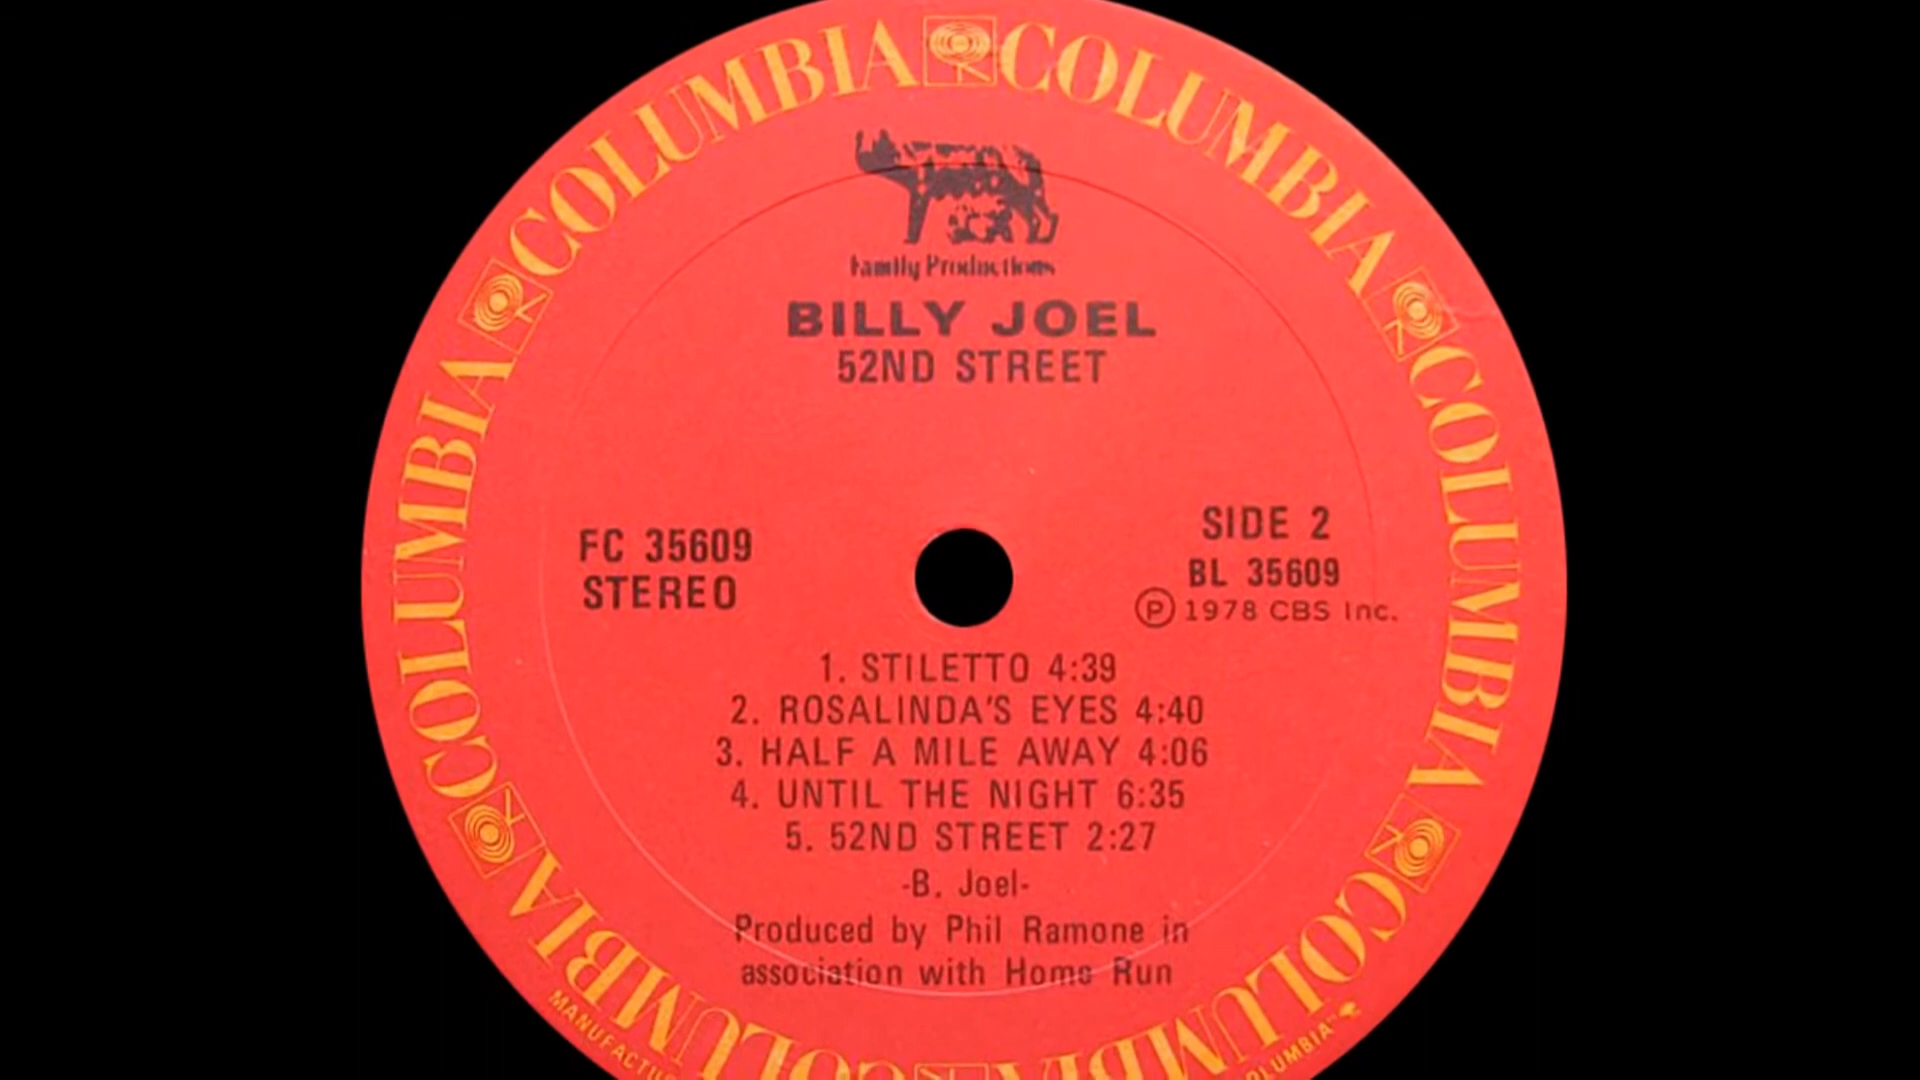 COLUMBIA COLUMBIA COLUMBIA COLUMBIA COLUMBIA COLUMBIA
Family Productions
BILLY JOEL
52ND STREET
FC 35609
STEREO
SIDE 2
BL 35609
Ⓟ 1978 CBS Inc.
1. STILETTO 4:39
2. ROSALINDA'S EYES 4:40
3. HALF A MILE AWAY 4:06
4. UNTIL THE NIGHT 6:35
5. 52ND STREET 2:27
-B. Joel-
Produced by Phil Ramone in
association with Home Run